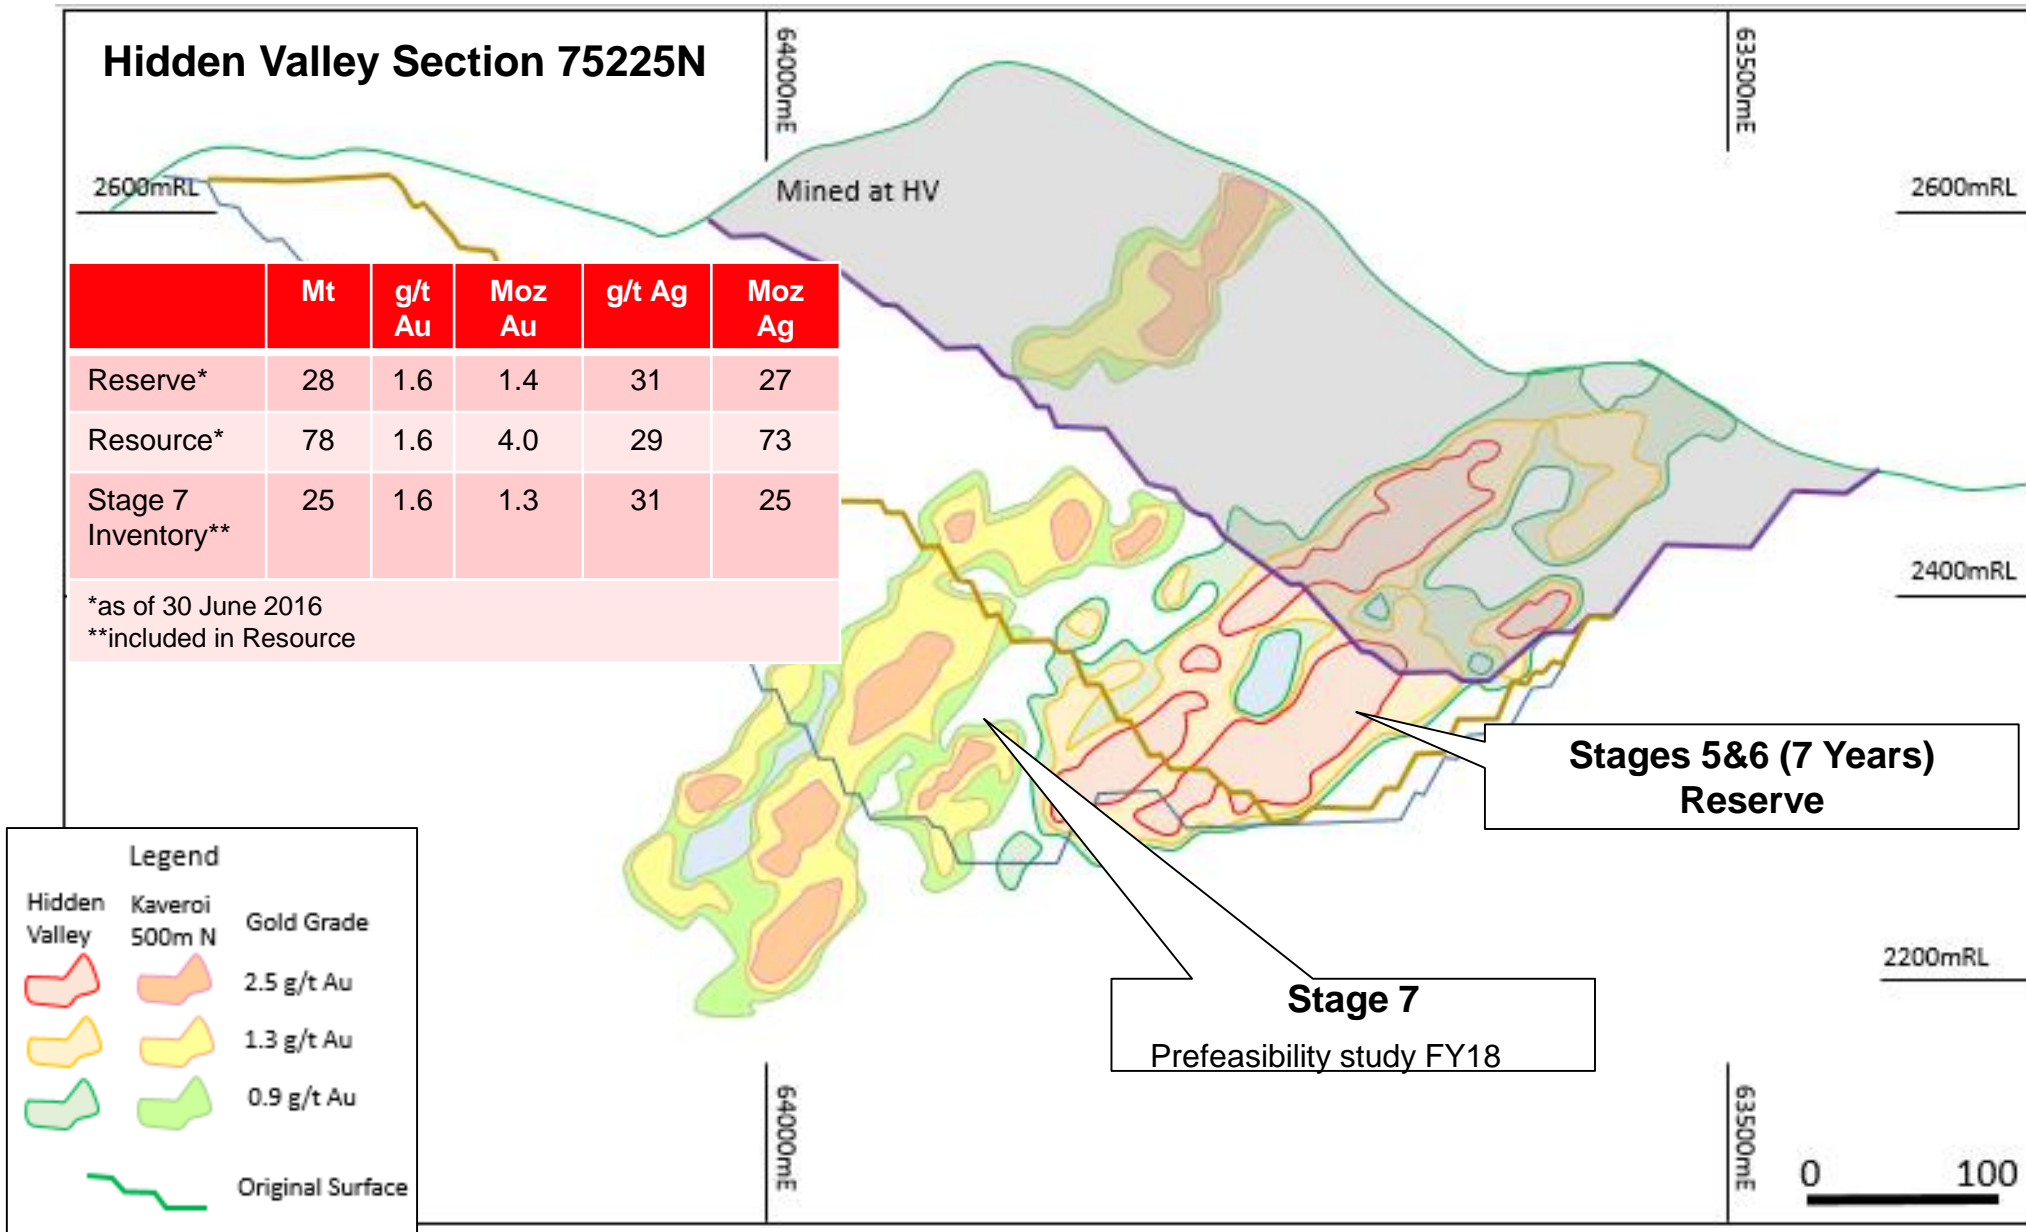 Hidden Valley Section 75225N
64000mE
63500mE
2600mRL
Mined at HV
2600mRL
Mt
g/t Au
Moz Au
g/t Ag
Moz Ag
Reserve*
28
1.6
1.4
31
27
Resource*
78
1.6
4.0
29
73
Stage 7
Inventory**
25
1.6
1.3
31
25
*as of 30 June 2016
**included in Resource
2400mRL
Stages 5&6 (7 Years)
Reserve
2200mRL
Stage 7
Prefeasibility study FY18
Legend
Hidden Valley
Kaveroi 500m N
Gold Grade
2.5 g/t Au
1.3 g/t Au
0.9 g/t Au
Original Surface
64000mE
63500mE
0 100